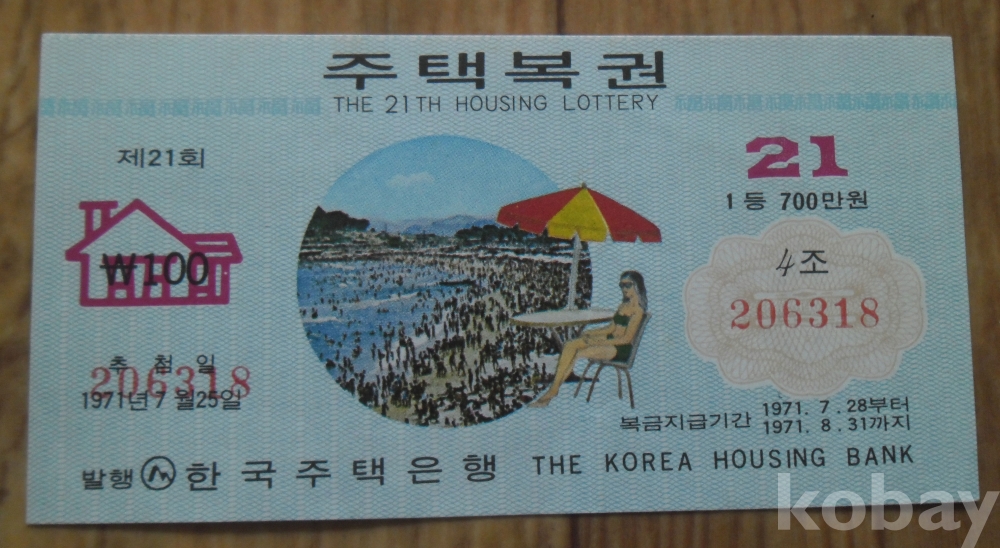 주택복권
THE 21TH HOUSING LOTTERY
제21회
21
1등 700만원
₩100
4조
206318
추첨일
206318
1971년 7월25일
복금지급기간 1971. 7. 28부터
1971. 8. 31까지
발행 한국주택은행 THE KOREA HOUSING BANK
kobay